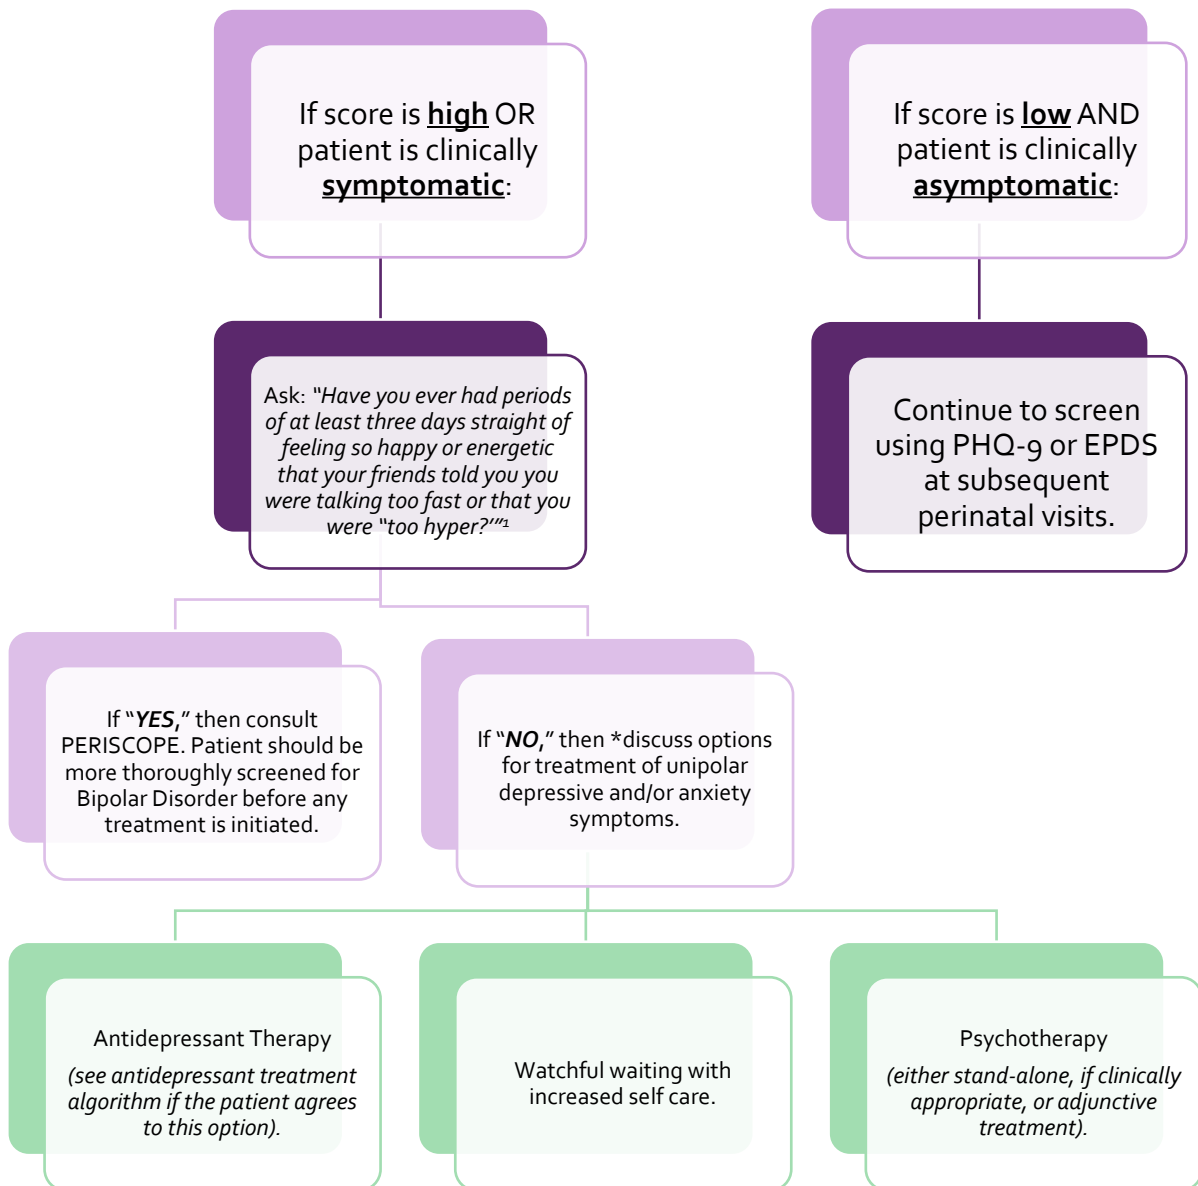 If score is high OR
patient is clinically
symptomatic:
If score is low AND
patient is clinically
asymptomatic:
Ask: “Have you ever had periods
of at least three days straight of
feeling so happy or energetic
that your friends told you you
were talking too fast or that you
were “too hyper?’”¹
Continue to screen
using PHQ-9 or EPDS
at subsequent
perinatal visits.
If “YES,” then consult
PERISCOPE. Patient should be
more thoroughly screened for
Bipolar Disorder before any
treatment is initiated.
If “NO,” then *discuss options
for treatment of unipolar
depressive and/or anxiety
symptoms.
Antidepressant Therapy
(see antidepressant treatment
algorithm if the patient agrees
to this option).
Watchful waiting with
increased self care.
Psychotherapy
(either stand-alone, if clinically
appropriate, or adjunctive
treatment).